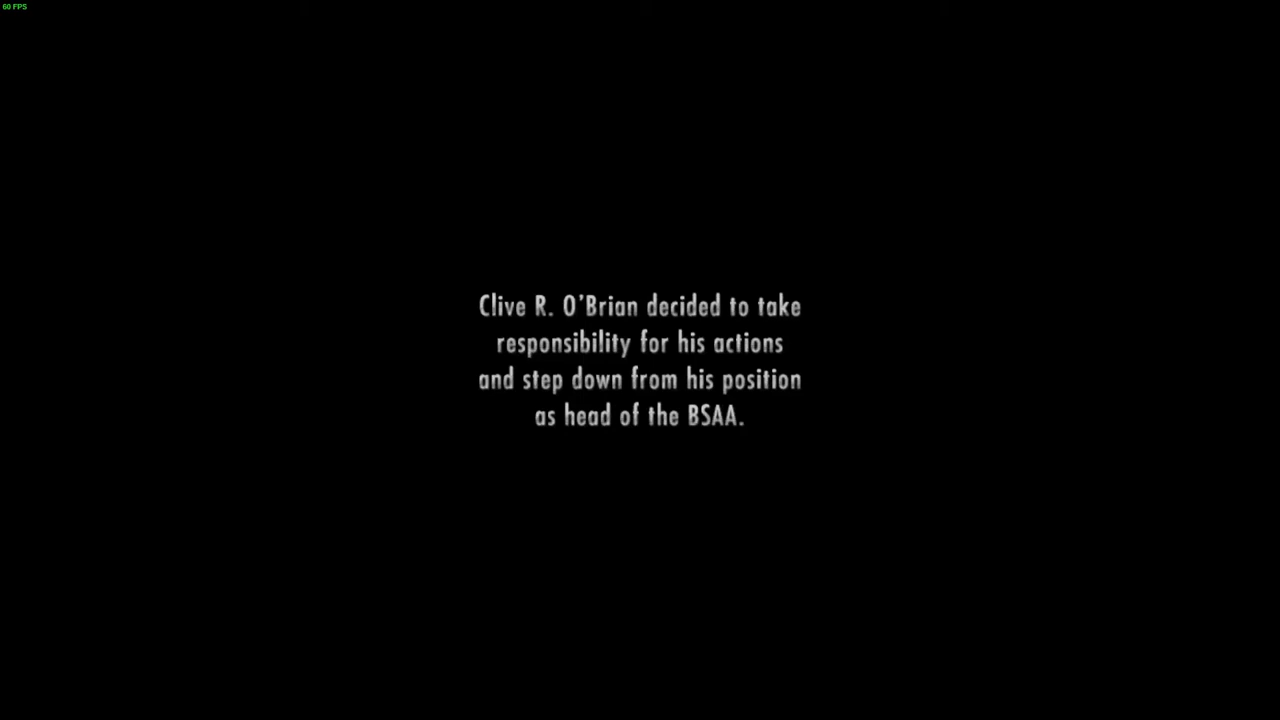 60 FPS
Clive R. O'Brian decided to take
responsibility for his actions
and step down from his position
as head of the BSAA.